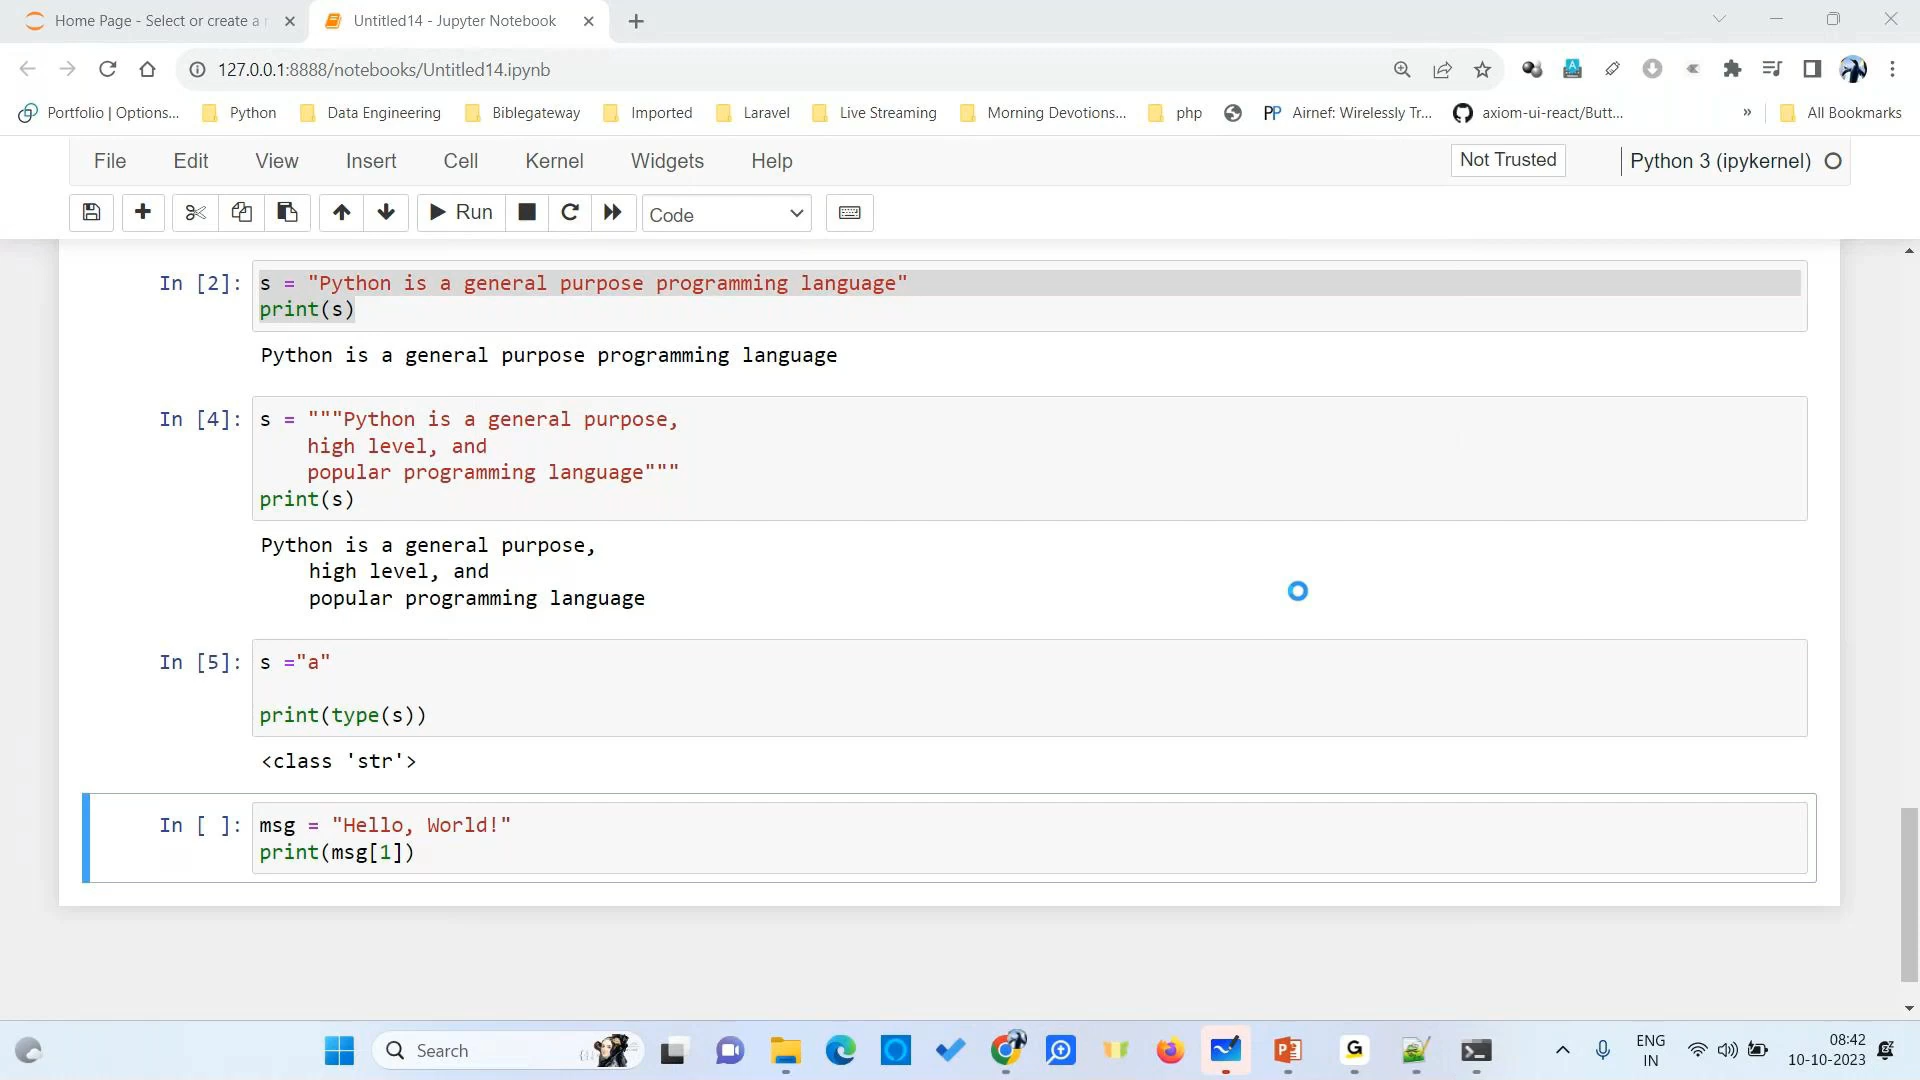 Home Page - Select or create a
Untitled14 - Jupyter Notebook
127.0.0.1:8888/notebooks/Untitled14.ipynb
Portfolio | Options... Python Data Engineering Biblegateway Imported Laravel Live Streaming Morning Devotions... php PP Airnef: Wirelessly Tr... axiom-ui-react/Butt... » All Bookmarks
File Edit View Insert Cell Kernel Widgets Help Not Trusted Python 3 (ipykernel)
Run Code
In [2]: s = "Python is a general purpose programming language"
print(s)
Python is a general purpose programming language
In [4]: s = """Python is a general purpose,
high level, and
popular programming language"""
print(s)
Python is a general purpose,
high level, and
popular programming language
In [5]: s ="a"
print(type(s))
<class 'str'>
In [ ]: msg = "Hello, World!"
print(msg[1])
Search
ENG
IN
08:42
10-10-2023